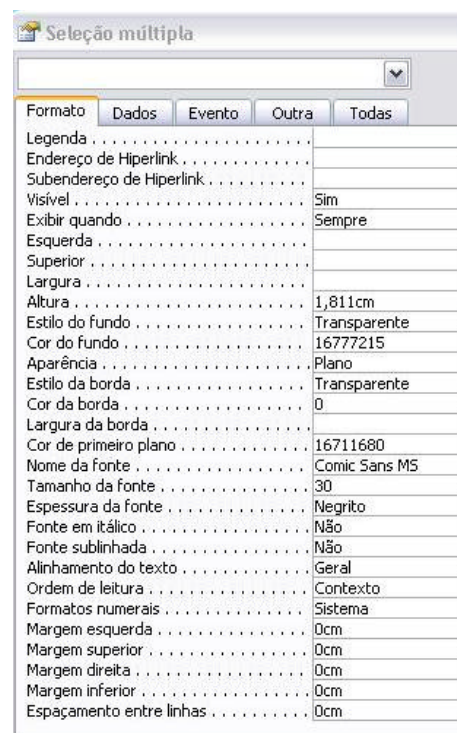 Seleção múltipla
Formato Dados Evento Outra Todas
Legenda . . . . . . . . . . . . . . . . . . . . . . .
Endereço de Hiperlink . . . . . . . . . . . . .
Subendereço de Hiperlink . . . . . . . . . .
Visível . . . . . . . . . . . . . . . . . . . . . . . . Sim
Exibir quando . . . . . . . . . . . . . . . . . . . Sempre
Esquerda . . . . . . . . . . . . . . . . . . . . . .
Superior . . . . . . . . . . . . . . . . . . . . . . .
Largura . . . . . . . . . . . . . . . . . . . . . . . .
Altura . . . . . . . . . . . . . . . . . . . . . . . . 1,811cm
Estilo do fundo . . . . . . . . . . . . . . . . . . Transparente
Cor do fundo . . . . . . . . . . . . . . . . . . . 16777215
Aparência . . . . . . . . . . . . . . . . . . . . . . Plano
Estilo da borda . . . . . . . . . . . . . . . . . . Transparente
Cor da borda . . . . . . . . . . . . . . . . . . . 0
Largura da borda . . . . . . . . . . . . . . . .
Cor de primeiro plano . . . . . . . . . . . . . 16711680
Nome da fonte . . . . . . . . . . . . . . . . . . Comic Sans MS
Tamanho da fonte . . . . . . . . . . . . . . . . 30
Espessura da fonte . . . . . . . . . . . . . . . Negrito
Fonte em itálico . . . . . . . . . . . . . . . . . Não
Fonte sublinhada . . . . . . . . . . . . . . . . . Não
Alinhamento do texto . . . . . . . . . . . . . . Geral
Ordem de leitura . . . . . . . . . . . . . . . . . Contexto
Formatos numerais . . . . . . . . . . . . . . . Sistema
Margem esquerda . . . . . . . . . . . . . . . . 0cm
Margem superior . . . . . . . . . . . . . . . . . 0cm
Margem direita . . . . . . . . . . . . . . . . . . 0cm
Margem inferior . . . . . . . . . . . . . . . . . . 0cm
Espaçamento entre linhas . . . . . . . . . . 0cm